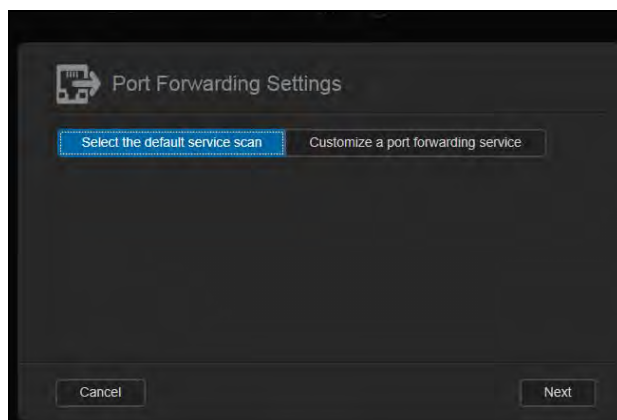 Port Forwarding Settings
Select the default service scan
Customize a port forwarding service
Cancel
Next